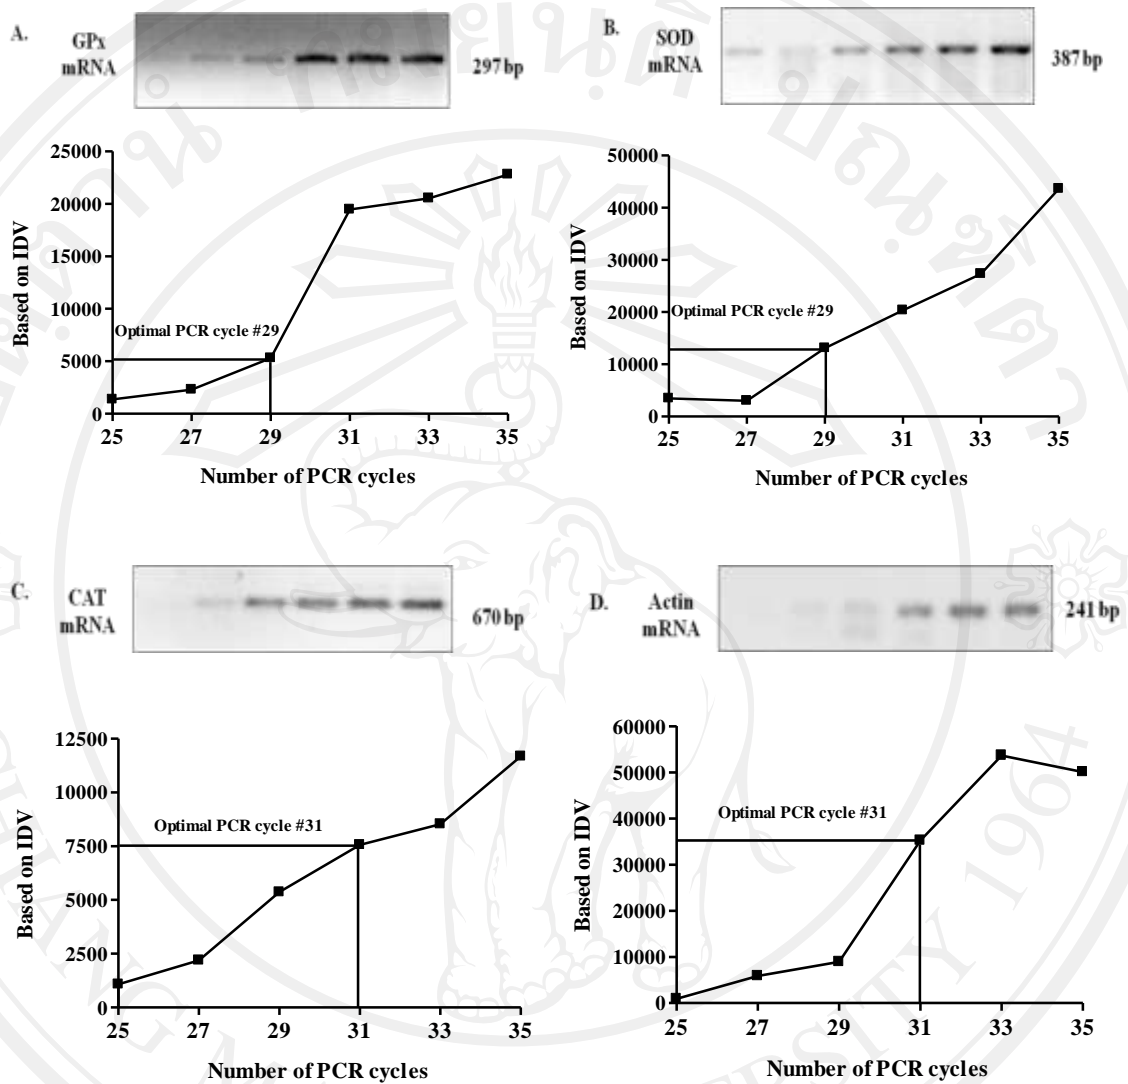 A.
GPx
mRNA
297 bp
25000
20000
15000
10000
5000
0
Based on IDV
Optimal PCR cycle #29
25 27 29 31 33 35
Number of PCR cycles
B.
SOD
mRNA
387 bp
50000
40000
30000
20000
10000
0
Based on IDV
Optimal PCR cycle #29
25 27 29 31 33 35
Number of PCR cycles
C.
CAT
mRNA
670 bp
12500
10000
7500
5000
2500
0
Based on IDV
Optimal PCR cycle #31
25 27 29 31 33 35
Number of PCR cycles
D.
Actin
mRNA
241 bp
60000
50000
40000
30000
20000
10000
0
Based on IDV
Optimal PCR cycle #31
25 27 29 31 33 35
Number of PCR cycles
1964